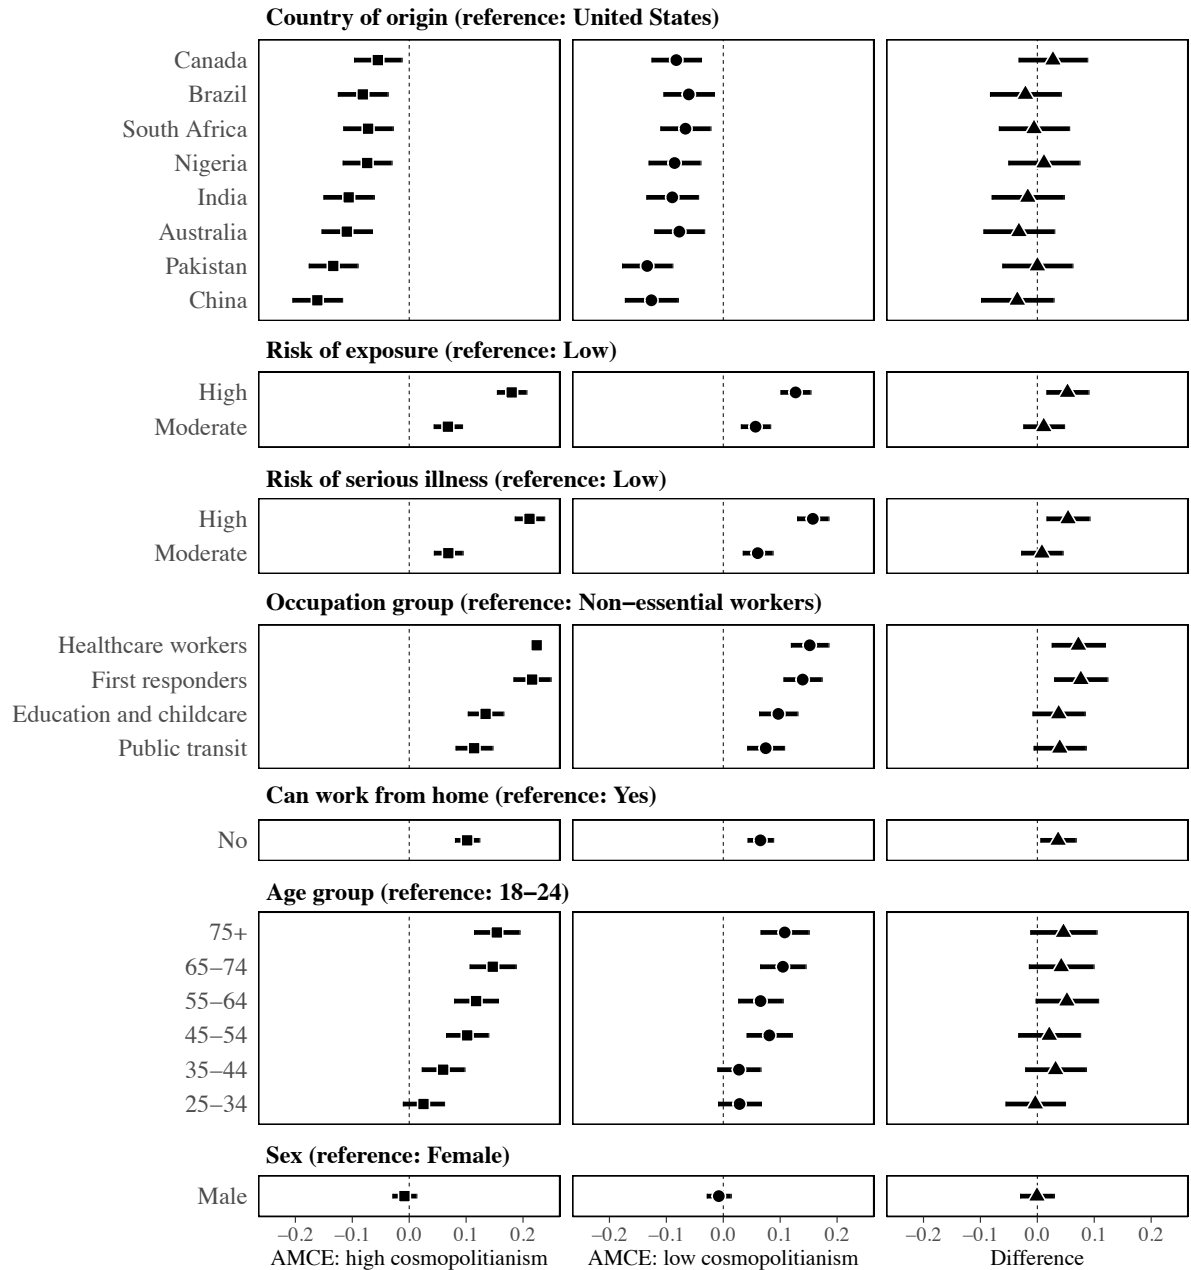 Country of origin (reference: United States)
Canada
Brazil
South Africa
Nigeria
India
Australia
Pakistan
China
Risk of exposure (reference: Low)
High
Moderate
Risk of serious illness (reference: Low)
High
Moderate
Occupation group (reference: Non−essential workers)
Healthcare workers
First responders
Education and childcare
Public transit
Can work from home (reference: Yes)
No
Age group (reference: 18−24)
75+
65−74
55−64
45−54
35−44
25−34
Sex (reference: Female)
Male
−0.2 −0.1 0.0 0.1 0.2 −0.2 −0.1 0.0 0.1 0.2 −0.2 −0.1 0.0 0.1 0.2
AMCE: high cosmopolitianism AMCE: low cosmopolitianism Difference